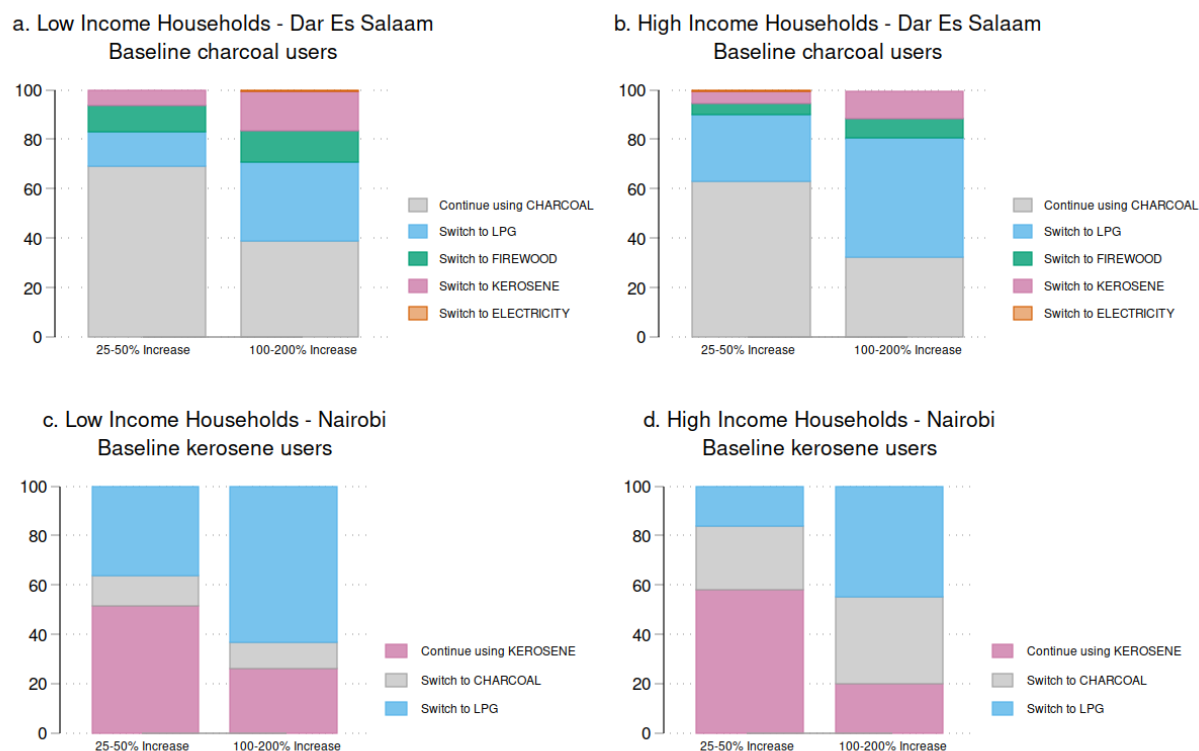 a. Low Income Households - Dar Es Salaam
Baseline charcoal users
100
80
60
40
20
0
25-50% Increase
100-200% Increase
Continue using CHARCOAL
Switch to LPG
Switch to FIREWOOD
Switch to KEROSENE
Switch to ELECTRICITY
b. High Income Households - Dar Es Salaam
Baseline charcoal users
100
80
60
40
20
0
25-50% Increase
100-200% Increase
Continue using CHARCOAL
Switch to LPG
Switch to FIREWOOD
Switch to KEROSENE
Switch to ELECTRICITY
c. Low Income Households - Nairobi
Baseline kerosene users
100
80
60
40
20
0
25-50% Increase
100-200% Increase
Continue using KEROSENE
Switch to CHARCOAL
Switch to LPG
d. High Income Households - Nairobi
Baseline kerosene users
100
80
60
40
20
0
25-50% Increase
100-200% Increase
Continue using KEROSENE
Switch to CHARCOAL
Switch to LPG